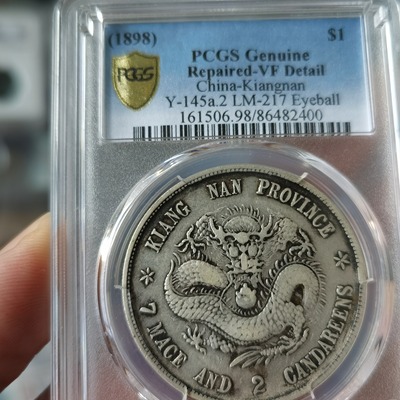 (1898) $1
PCGS Genuine
Repaired-VF Detail
China-Kiangnan
Y-145a.2 LM-217 Eyeball
161506.98/86482400
PCGS
KIANG NAN PROVINCE
7 MACE AND 2 CANDAREENS